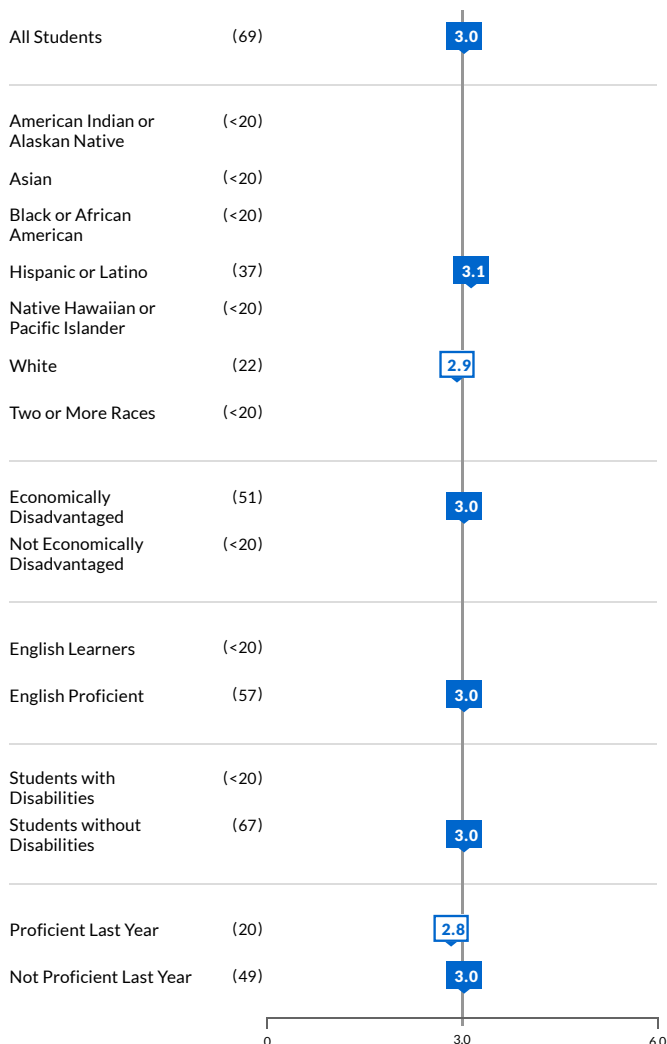 All Students (69) 3.0
American Indian or (<20)
Alaskan Native
Asian (<20)
Black or African (<20)
American
Hispanic or Latino (37) 3.1
Native Hawaiian or (<20)
Pacific Islander
White (22) 2.9
Two or More Races (<20)
Economically (51) 3.0
Disadvantaged
Not Economically (<20)
Disadvantaged
English Learners (<20)
English Proficient (57) 3.0
Students with (<20)
Disabilities
Students without (67) 3.0
Disabilities
Proficient Last Year (20) 2.8
Not Proficient Last Year (49) 3.0
0 3.0 6.0